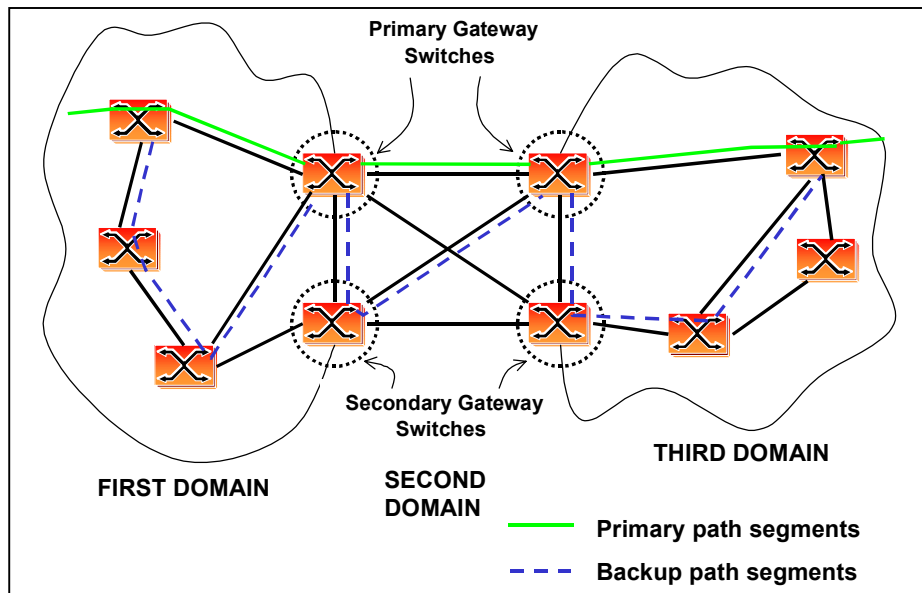 Primary Gateway
Switches
Secondary Gateway
Switches
FIRST DOMAIN
SECOND
DOMAIN
THIRD DOMAIN
Primary path segments
Backup path segments